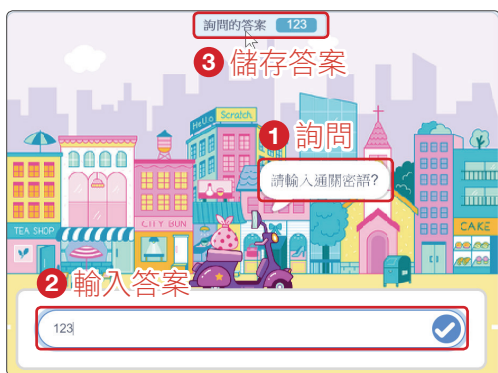 詢問的答案 123
3 儲存答案
Hello Scratch
1 詢問
請輸入通關密語?
TEA SHOP
CITY BUN
CAKE
2 輸入答案
123